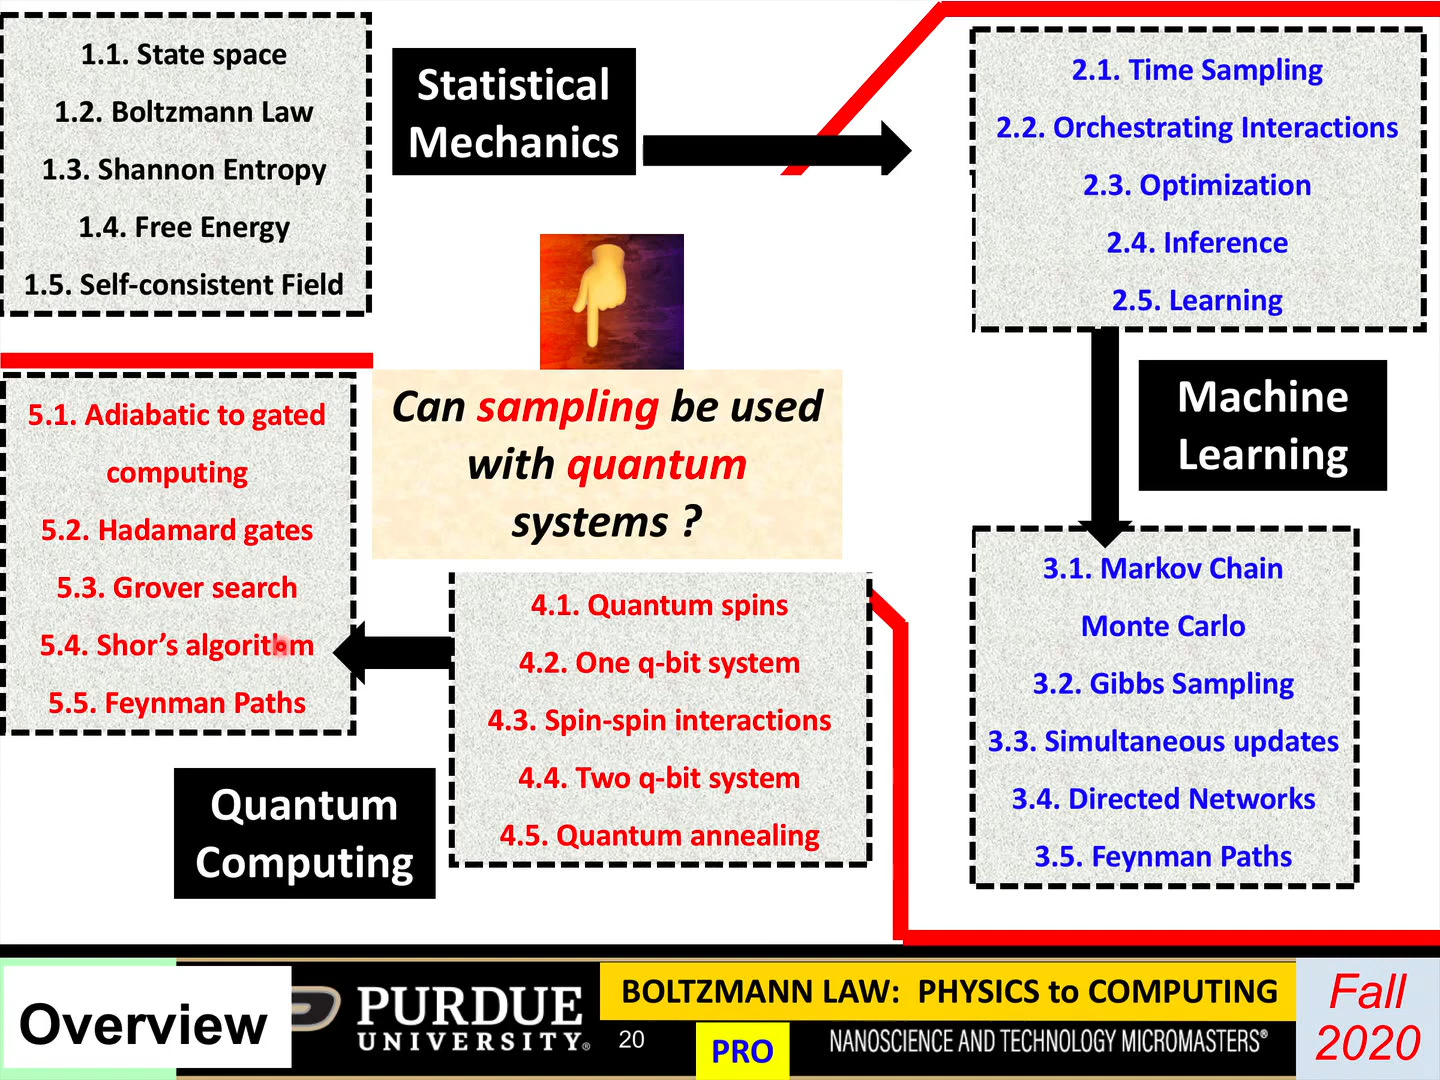 1.1. State space
1.2. Boltzmann Law
1.3. Shannon Entropy
1.4. Free Energy
1.5. Self-consistent Field
Statistical
Mechanics
2.1. Time Sampling
2.2. Orchestrating Interactions
2.3. Optimization
2.4. Inference
2.5. Learning
Machine
Learning
Can sampling be used
with quantum
systems ?
5.1. Adiabatic to gated
computing
5.2. Hadamard gates
5.3. Grover search
5.4. Shor's algorithm
5.5. Feynman Paths
4.1. Quantum spins
4.2. One q-bit system
4.3. Spin-spin interactions
4.4. Two q-bit system
4.5. Quantum annealing
3.1. Markov Chain
Monte Carlo
3.2. Gibbs Sampling
3.3. Simultaneous updates
3.4. Directed Networks
3.5. Feynman Paths
Quantum
Computing
Overview
PURDUE
UNIVERSITY®
20
BOLTZMANN LAW: PHYSICS to COMPUTING
PRO
NANOSCIENCE AND TECHNOLOGY MICROMASTERS®
Fall
2020